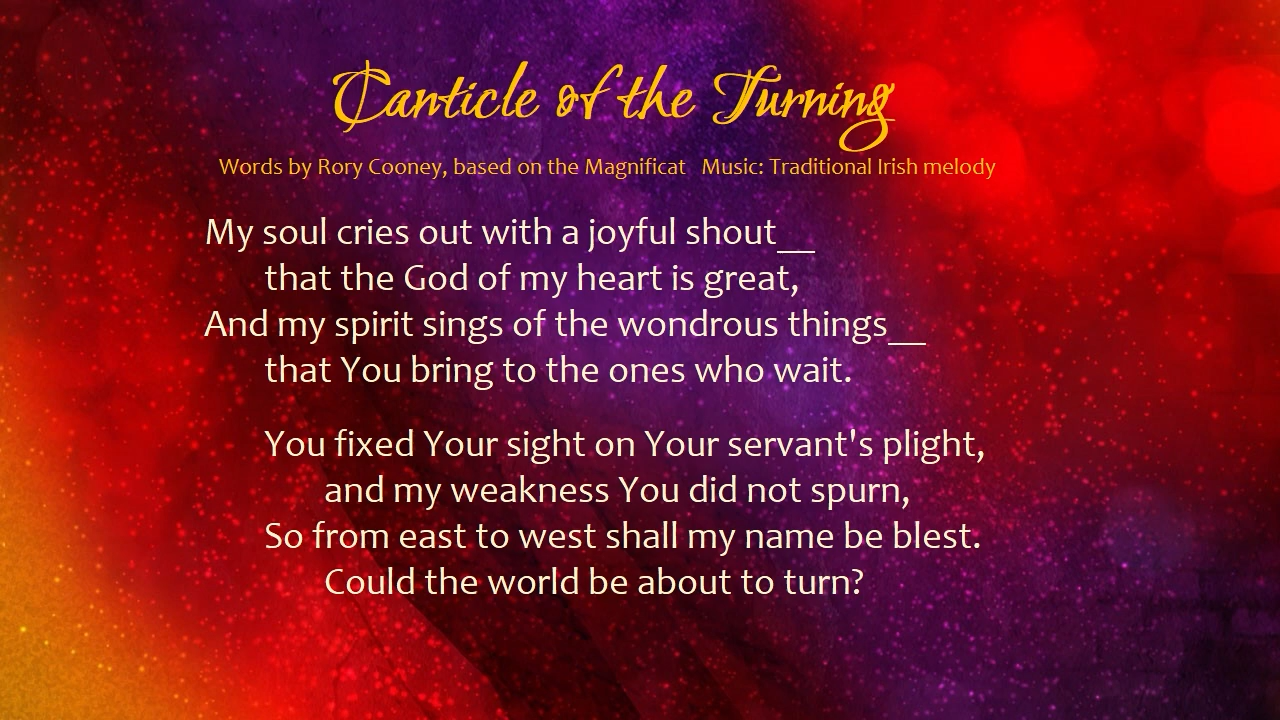 Canticle of the Turning
Words by Rory Cooney, based on the Magnificat   Music: Traditional Irish melody
My soul cries out with a joyful shout__
that the God of my heart is great,
And my spirit sings of the wondrous things__
that You bring to the ones who wait.
You fixed Your sight on Your servant's plight,
and my weakness You did not spurn,
So from east to west shall my name be blest.
Could the world be about to turn?